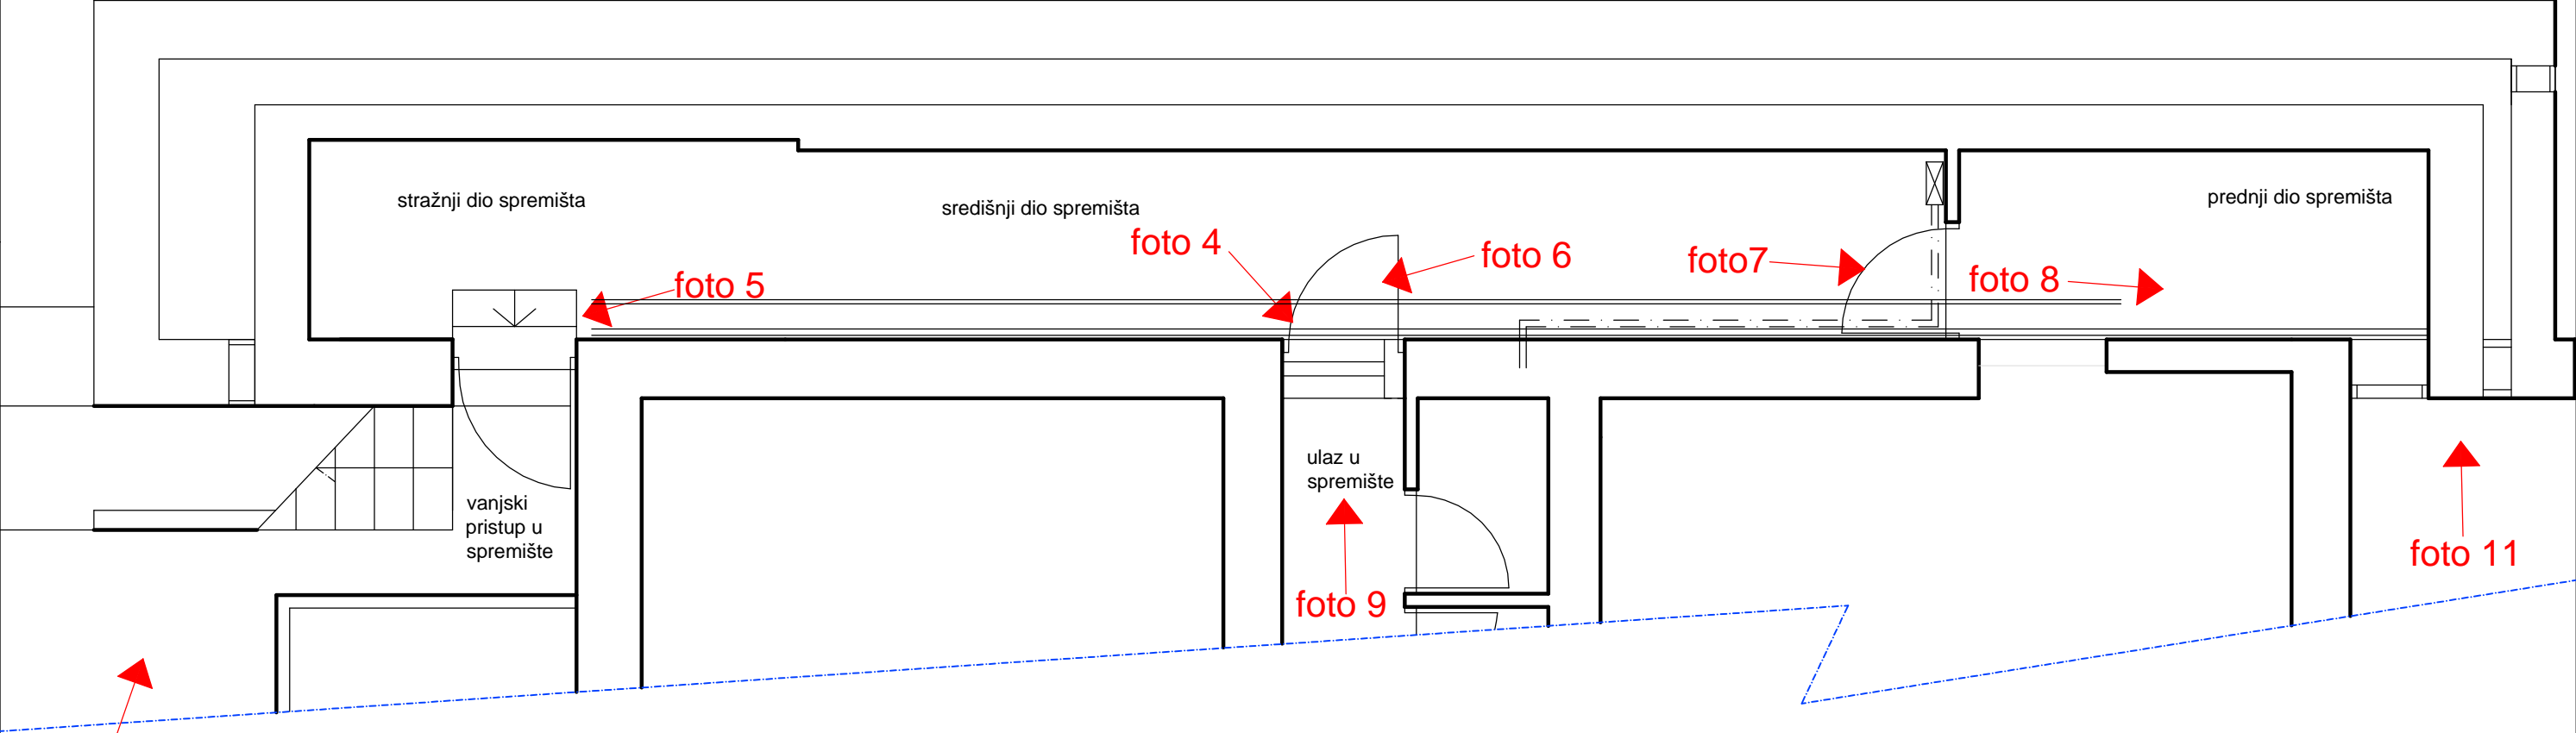 stražnji dio spremišta
središnji dio spremišta
prednji dio spremišta
foto 4
foto 6
foto7
foto 8
foto 5
ulaz u
spremište
vanjski
pristup u
spremište
foto 9
foto 11